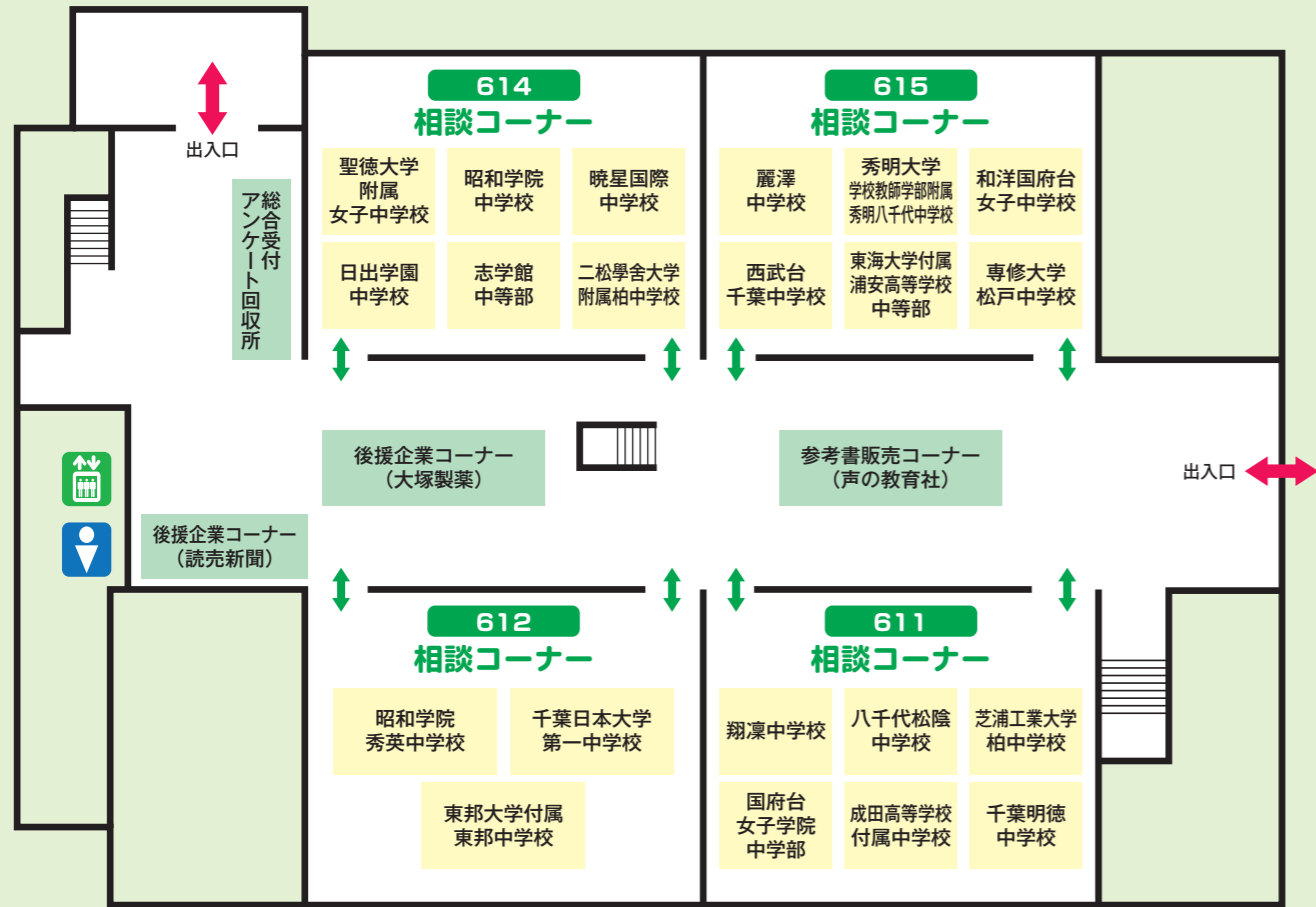 出入口
総合受付
アンケート回収所
614
相談コーナー
聖徳大学
附属
女子中学校
昭和学院
中学校
暁星国際
中学校
日出学園
中学校
志学館
中等部
二松學舍大学
附属柏中学校
615
相談コーナー
麗澤
中学校
秀明大学
学校教師学部附属
秀明八千代中学校
和洋国府台
女子中学校
西武台
千葉中学校
東海大学付属
浦安高等学校
中等部
専修大学
松戸中学校
後援企業コーナー
（大塚製薬）
参考書販売コーナー
（声の教育社）
出入口
後援企業コーナー
（読売新聞）
612
相談コーナー
昭和学院
秀英中学校
千葉日本大学
第一中学校
東邦大学付属
東邦中学校
611
相談コーナー
翔凜中学校
八千代松陰
中学校
芝浦工業大学
柏中学校
国府台
女子学院
中学部
成田高等学校
付属中学校
千葉明徳
中学校